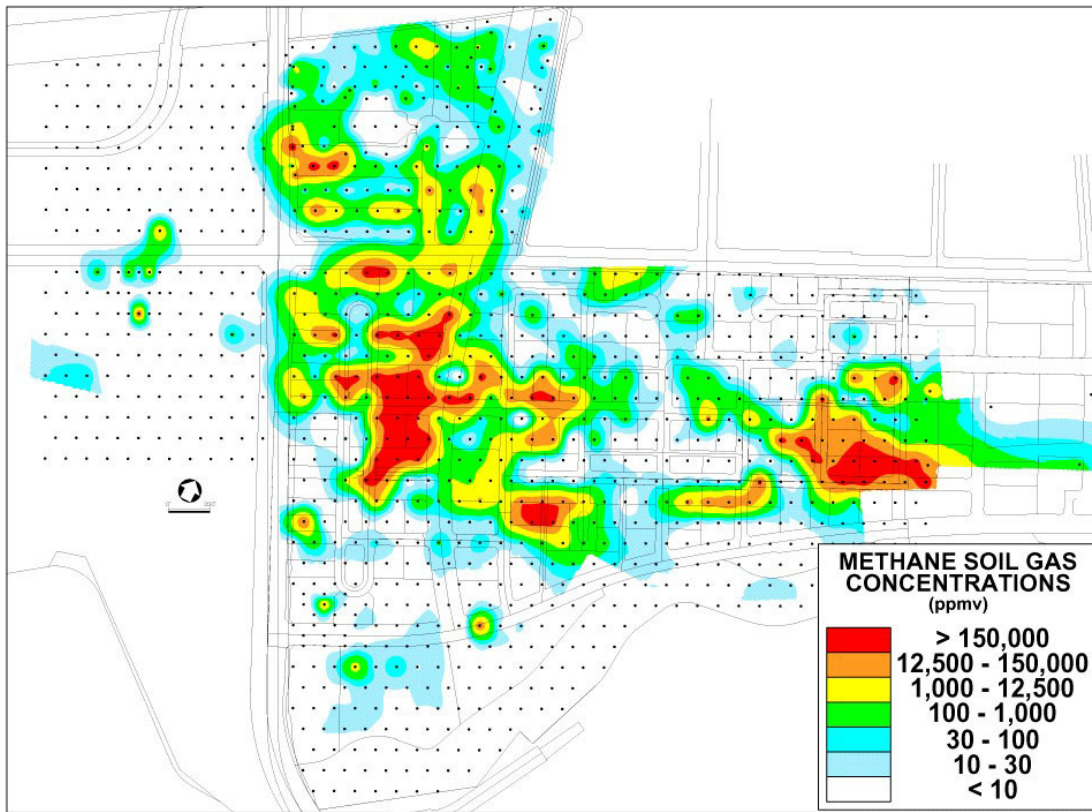 METHANE SOIL GAS
CONCENTRATIONS
(ppmv)
> 150,000
12,500 - 150,000
1,000 - 12,500
100 - 1,000
30 - 100
10 - 30
< 10